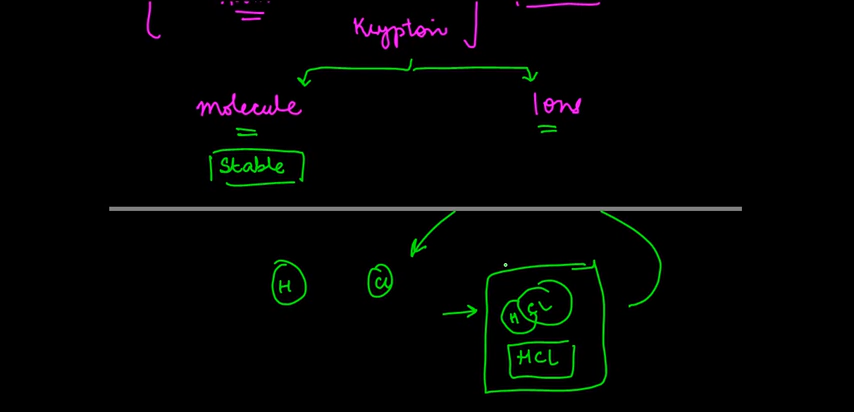 Krypton
Molecule Ions
Stable
H Cl
H CL
HCL